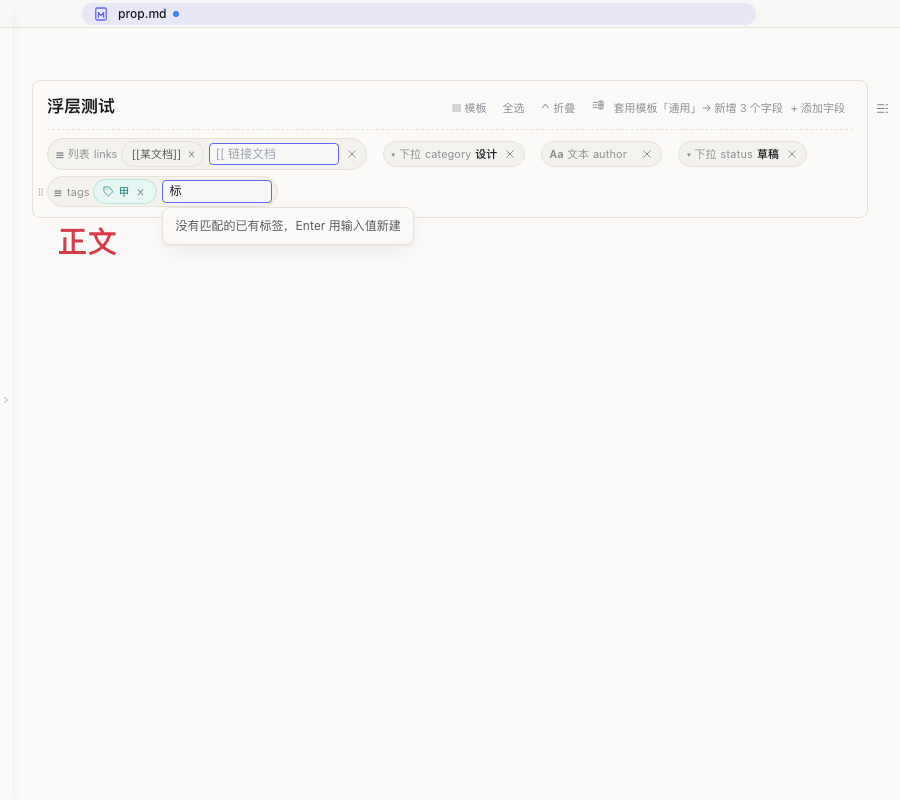 prop.md
浮层测试
模板 全选 折叠 套用模板「通用」→ 新增 3 个字段 + 添加字段
列表 links [[某文档]] × [[ 链接文档 × 下拉 category 设计 × Aa 文本 author × 下拉 status 草稿 ×
tags 甲 × 标
没有匹配的已有标签，Enter 用输入值新建
正文